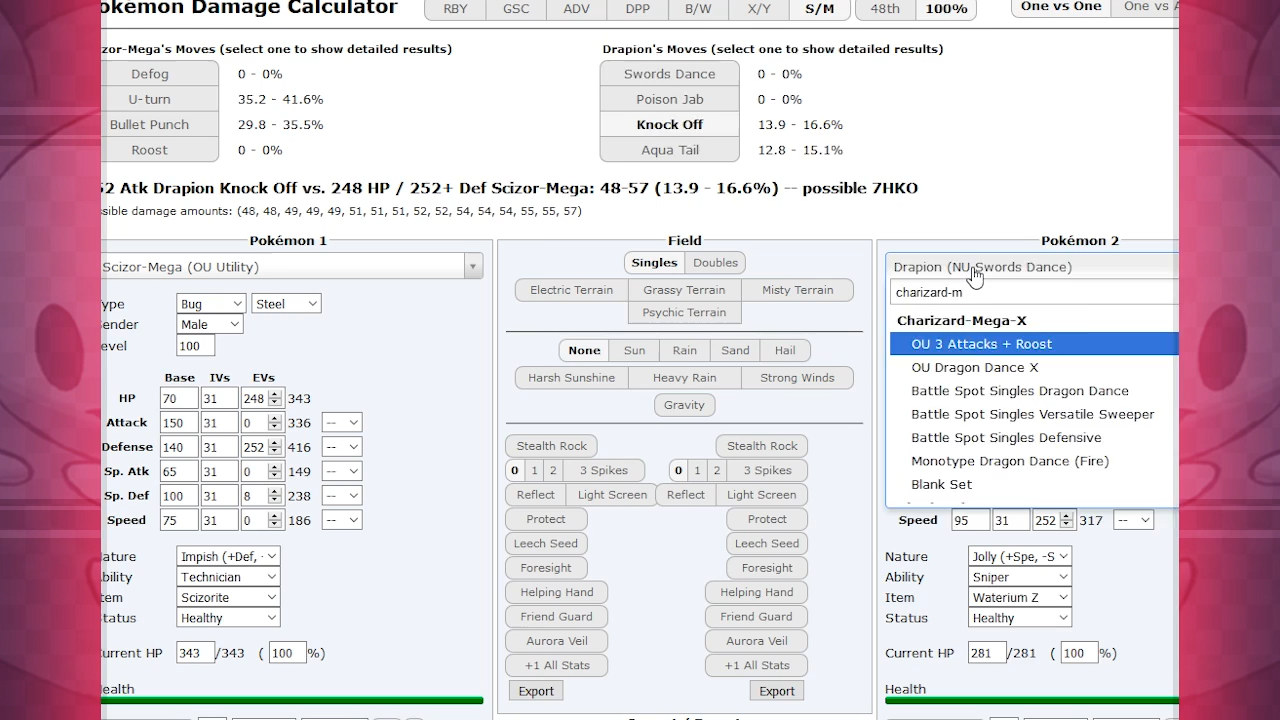 okémon Damage Calculator
RBY GSC ADV DPP B/W X/Y S/M 48th 100% One vs One One vs A
zor-Mega's Moves (select one to show detailed results)
Defog 0 - 0%
U-turn 35.2 - 41.6%
Bullet Punch 29.8 - 35.5%
Roost 0 - 0%
Drapion's Moves (select one to show detailed results)
Swords Dance 0 - 0%
Poison Jab 0 - 0%
Knock Off 13.9 - 16.6%
Aqua Tail 12.8 - 15.1%
52 Atk Drapion Knock Off vs. 248 HP / 252+ Def Scizor-Mega: 48-57 (13.9 - 16.6%) -- possible 7HKO
ssible damage amounts: (48, 48, 49, 49, 49, 51, 51, 51, 52, 52, 54, 54, 54, 55, 55, 57)
Pokémon 1
Scizor-Mega (OU Utility)
ype Bug Steel
ender Male
evel 100
Base IVs EVs
HP 70 31 248 343
Attack 150 31 0 336 --
Defense 140 31 252 416 --
Sp. Atk 65 31 0 149 --
Sp. Def 100 31 8 238 --
Speed 75 31 0 186 --
ature Impish (+Def, -
bility Technician
tem Scizorite
tatus Healthy
urrent HP 343 /343 ( 100 %)
ealth
Field
Singles Doubles
Electric Terrain Grassy Terrain Misty Terrain
Psychic Terrain
None Sun Rain Sand Hail
Harsh Sunshine Heavy Rain Strong Winds
Gravity
Stealth Rock Stealth Rock
0 1 2 3 Spikes 0 1 2 3 Spikes
Reflect Light Screen Reflect Light Screen
Protect Protect
Leech Seed Leech Seed
Foresight Foresight
Helping Hand Helping Hand
Friend Guard Friend Guard
Aurora Veil Aurora Veil
+1 All Stats +1 All Stats
Export Export
Pokémon 2
Drapion (NU Swords Dance)
charizard-m
Charizard-Mega-X
OU 3 Attacks + Roost
OU Dragon Dance X
Battle Spot Singles Dragon Dance
Battle Spot Singles Versatile Sweeper
Battle Spot Singles Defensive
Monotype Dragon Dance (Fire)
Blank Set
Speed 95 31 252 317 --
Nature Jolly (+Spe, -S
Ability Sniper
Item Waterium Z
Status Healthy
Current HP 281 /281 ( 100 %)
Health